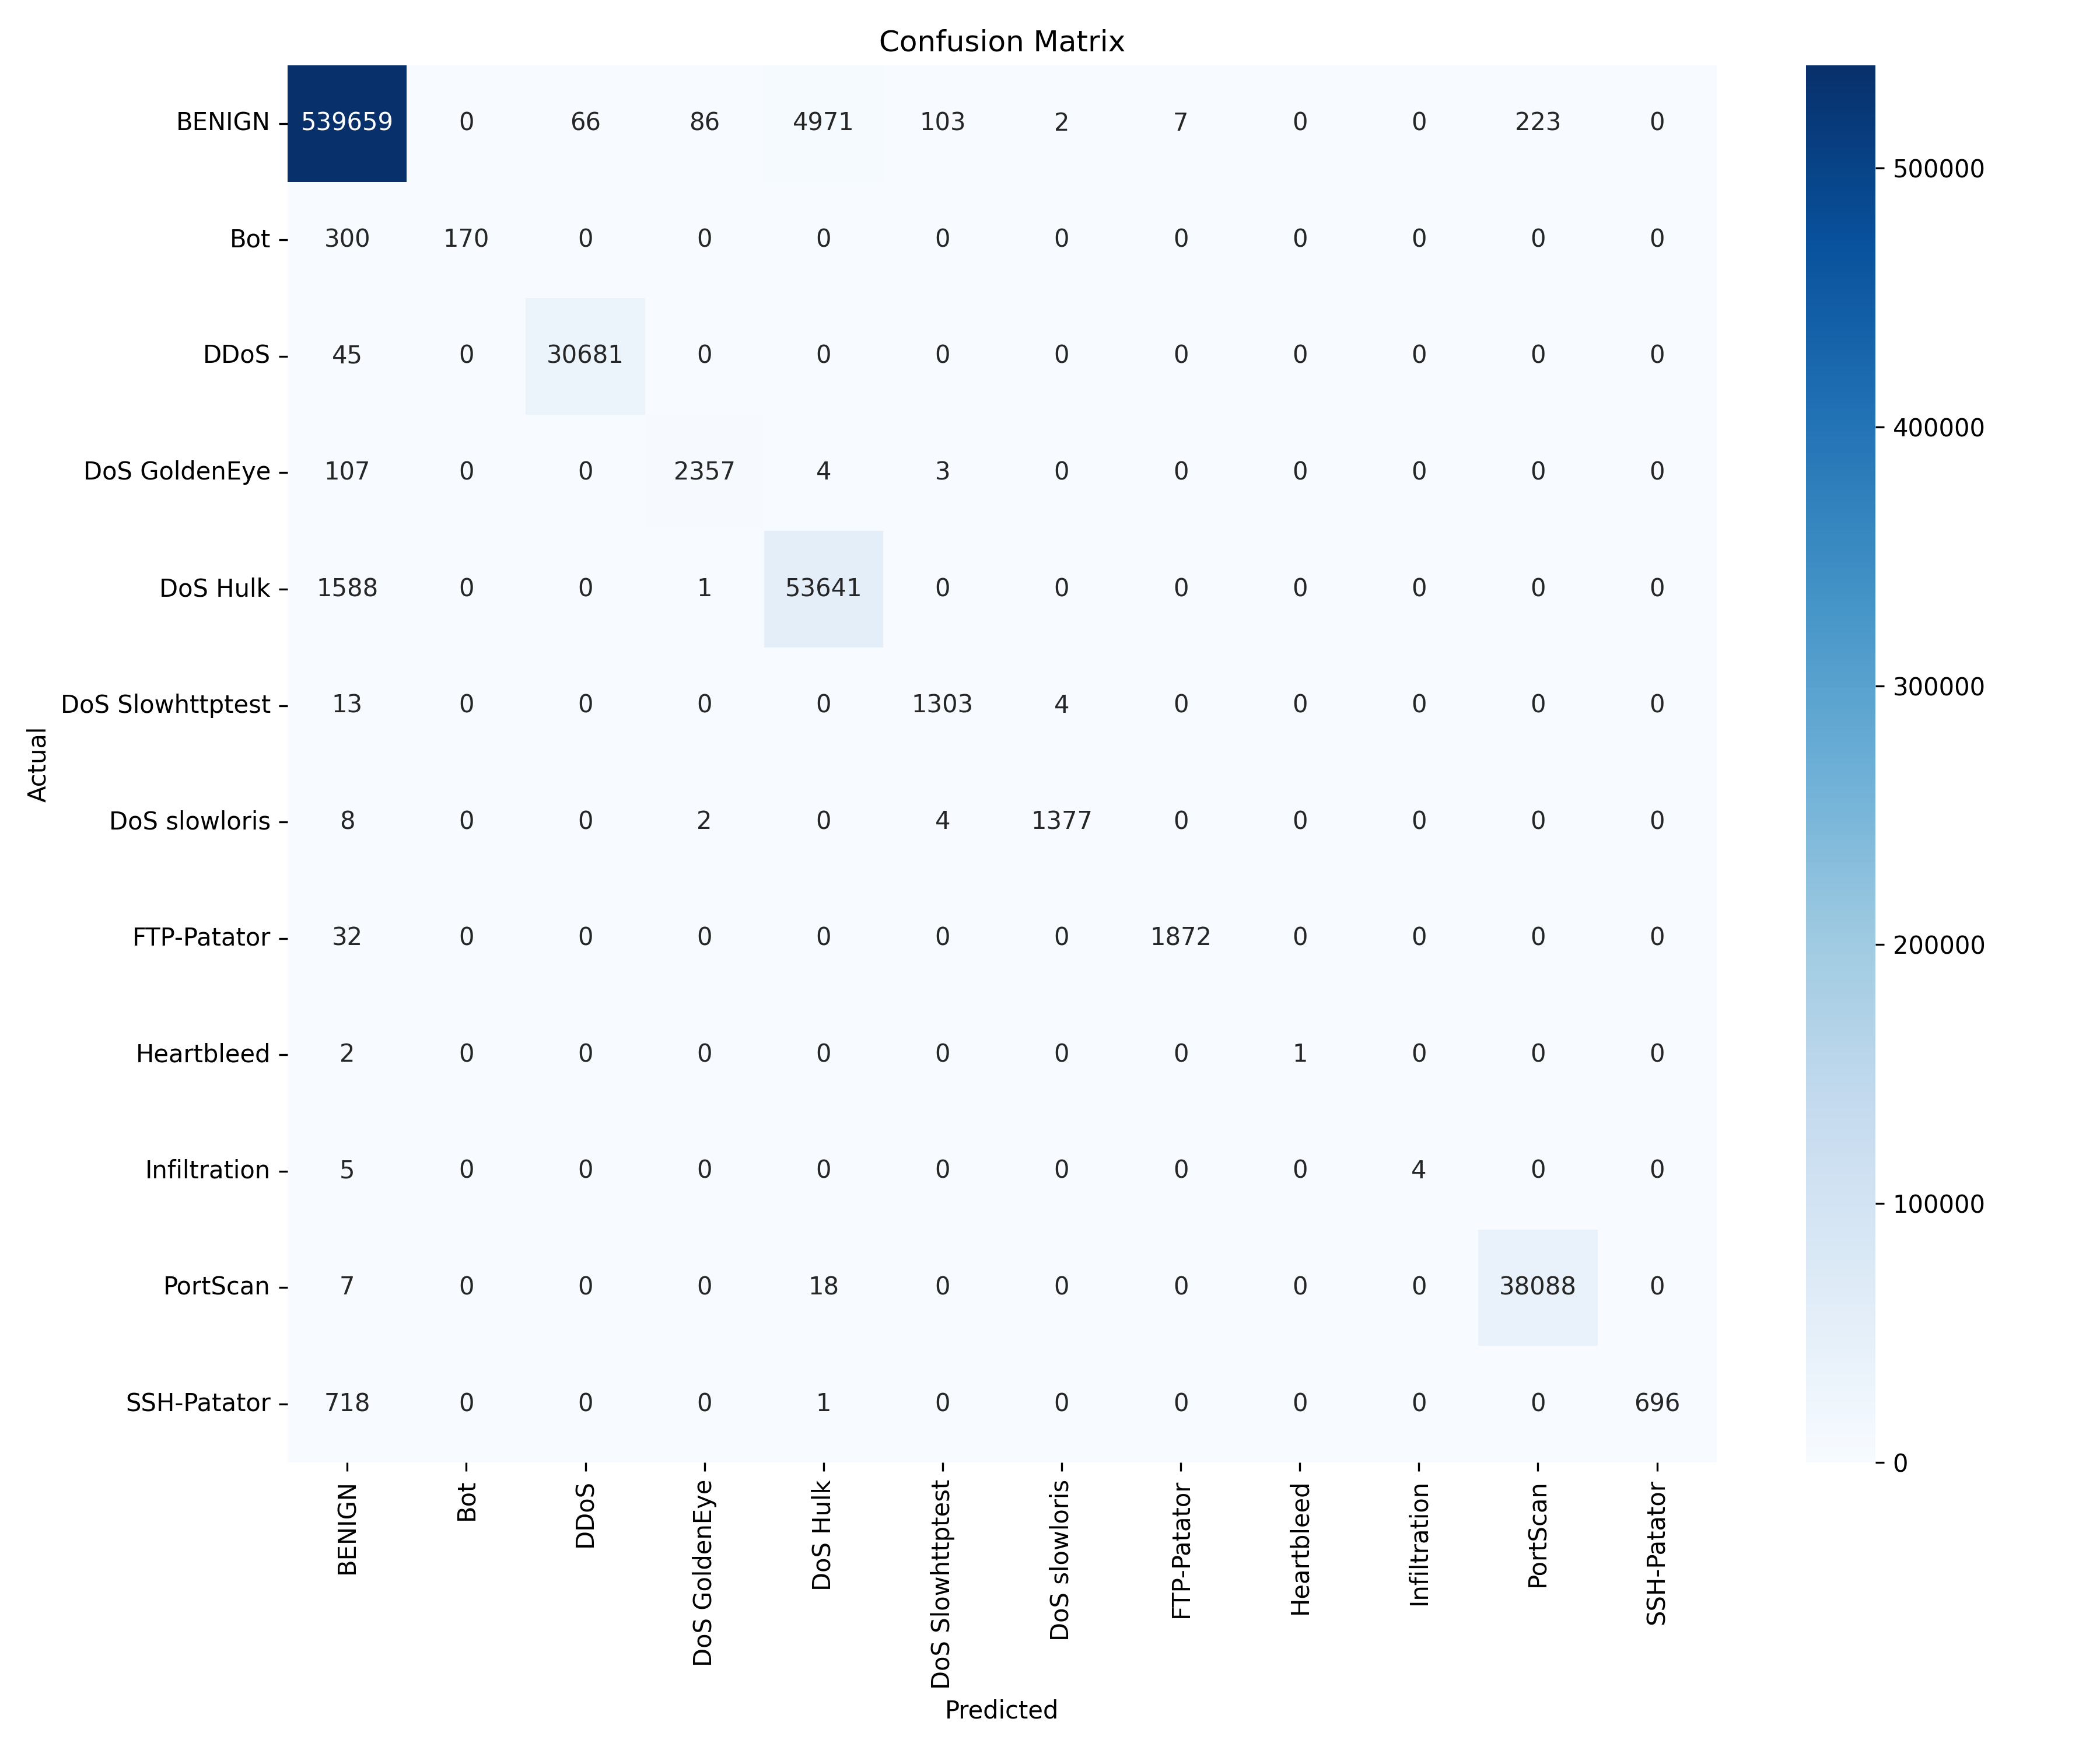 Confusion Matrix
BENIGN 539659 0 66 86 4971 103 2 7 0 0 223 0
Bot 300 170 0 0 0 0 0 0 0 0 0 0
DDoS 45 0 30681 0 0 0 0 0 0 0 0 0
DoS GoldenEye 107 0 0 2357 4 3 0 0 0 0 0 0
DoS Hulk 1588 0 0 1 53641 0 0 0 0 0 0 0
DoS Slowhttptest 13 0 0 0 0 1303 4 0 0 0 0 0
DoS slowloris 8 0 0 2 0 4 1377 0 0 0 0 0
FTP-Patator 32 0 0 0 0 0 0 1872 0 0 0 0
Heartbleed 2 0 0 0 0 0 0 0 1 0 0 0
Infiltration 5 0 0 0 0 0 0 0 0 4 0 0
PortScan 7 0 0 0 18 0 0 0 0 0 38088 0
SSH-Patator 718 0 0 0 1 0 0 0 0 0 0 696
Actual
BENIGN
Bot
DDoS
DoS GoldenEye
DoS Hulk
DoS Slowhttptest
DoS slowloris
FTP-Patator
Heartbleed
Infiltration
PortScan
SSH-Patator
Predicted
500000
400000
300000
200000
100000
0